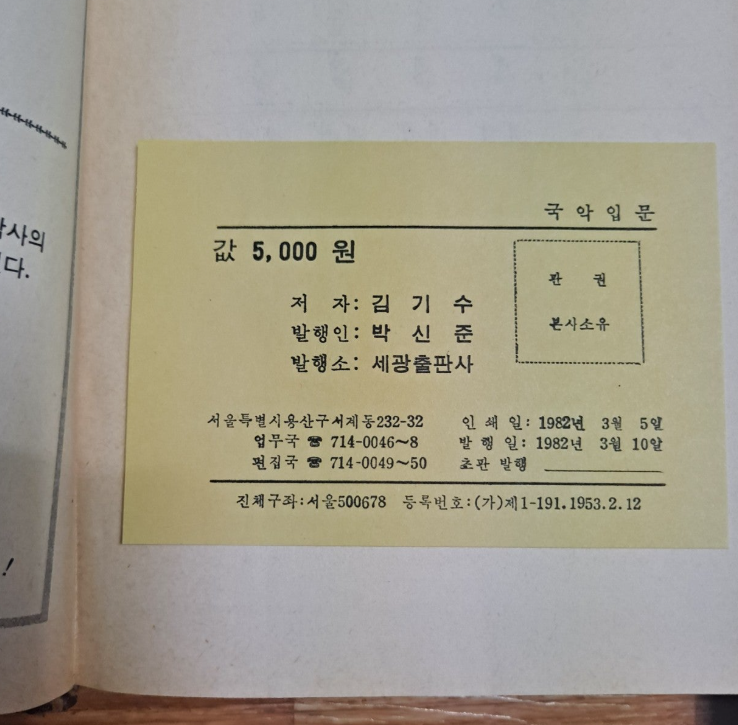 사의
다.
!
국악입문
값 5,000 원
판 권
본사소유
저 자: 김 기 수
발행인: 박 신 준
발행소: 세광출판사
서울특별시용산구서계동232-32
업무국 ☎ 714-0046~8
편집국 ☎ 714-0049~50
인 쇄 일: 1982년 3월 5일
발 행 일: 1982년 3월 10일
초판 발행
진체구좌:서울500678 등록번호:(가)제1-191.1953.2.12